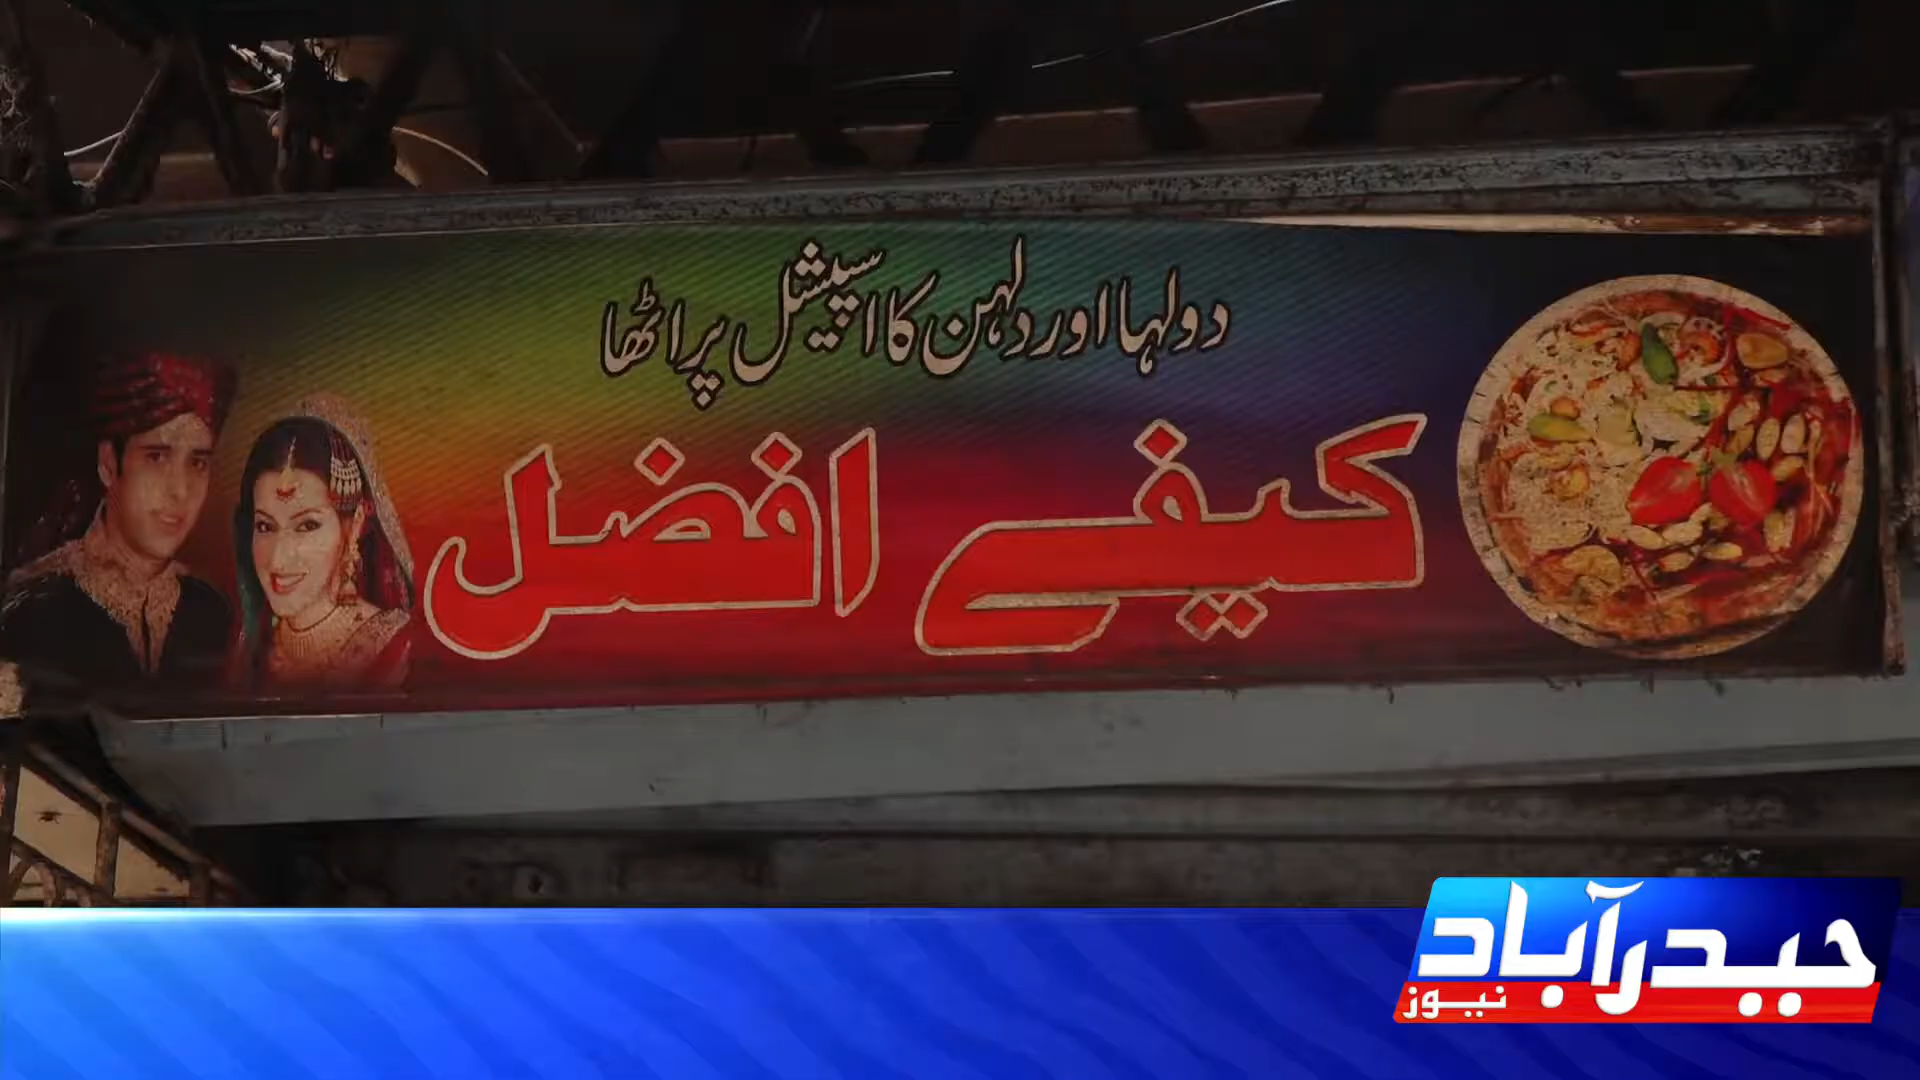 دولہا اور دلہن کا اسپیشل پراٹھا
کیفے افضل
حیدرآباد
نیوز